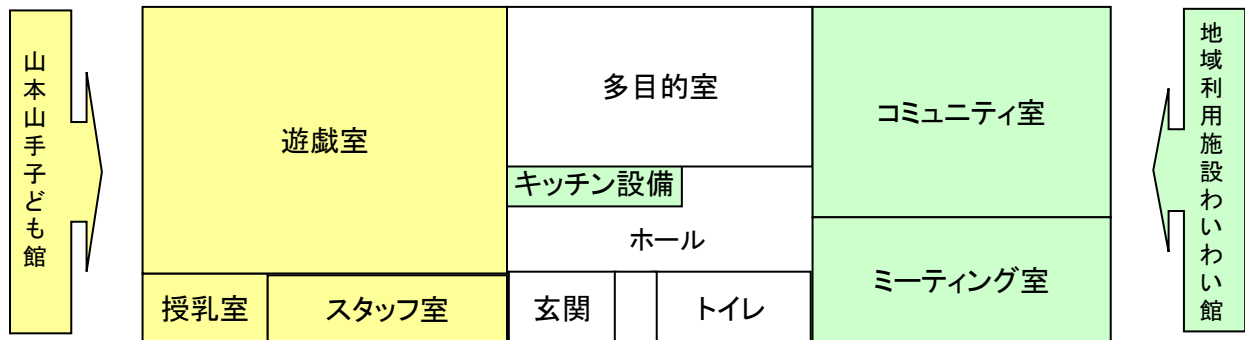 山本山手子ども館
遊戯室
多目的室
コミュニティ室
地域利用施設わいわい館
キッチン設備
ホール
ミーティング室
授乳室
スタッフ室
玄関
トイレ